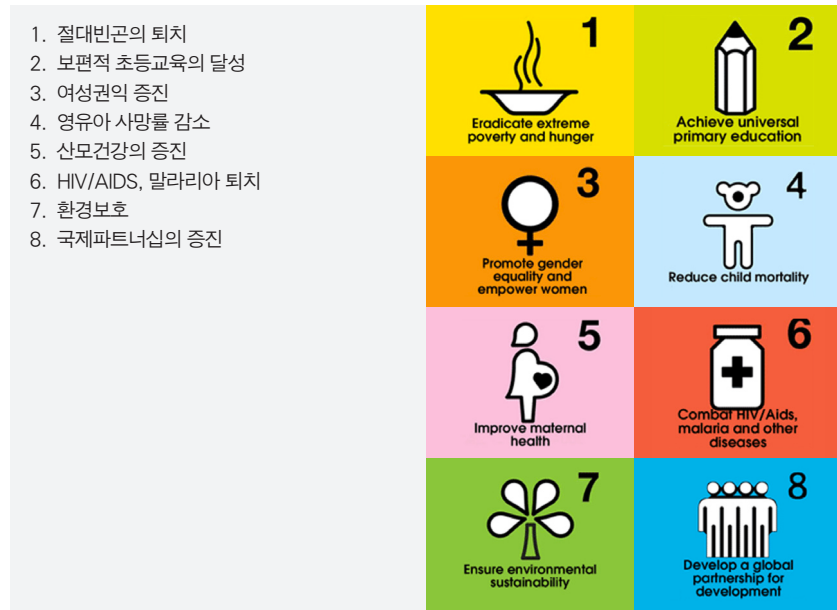 1. 절대빈곤의 퇴치
2. 보편적 초등교육의 달성
3. 여성권익 증진
4. 영유아 사망률 감소
5. 산모건강의 증진
6. HIV/AIDS, 말라리아 퇴치
7. 환경보호
8. 국제파트너십의 증진
1
Eradicate extreme
poverty and hunger
2
Achieve universal
primary education
3
Promote gender
equality and
empower women
4
Reduce child mortality
5
Improve maternal
health
6
Combat HIV/Aids,
malaria and other
diseases
7
Ensure environmental
sustainability
8
Develop a global
partnership for
development